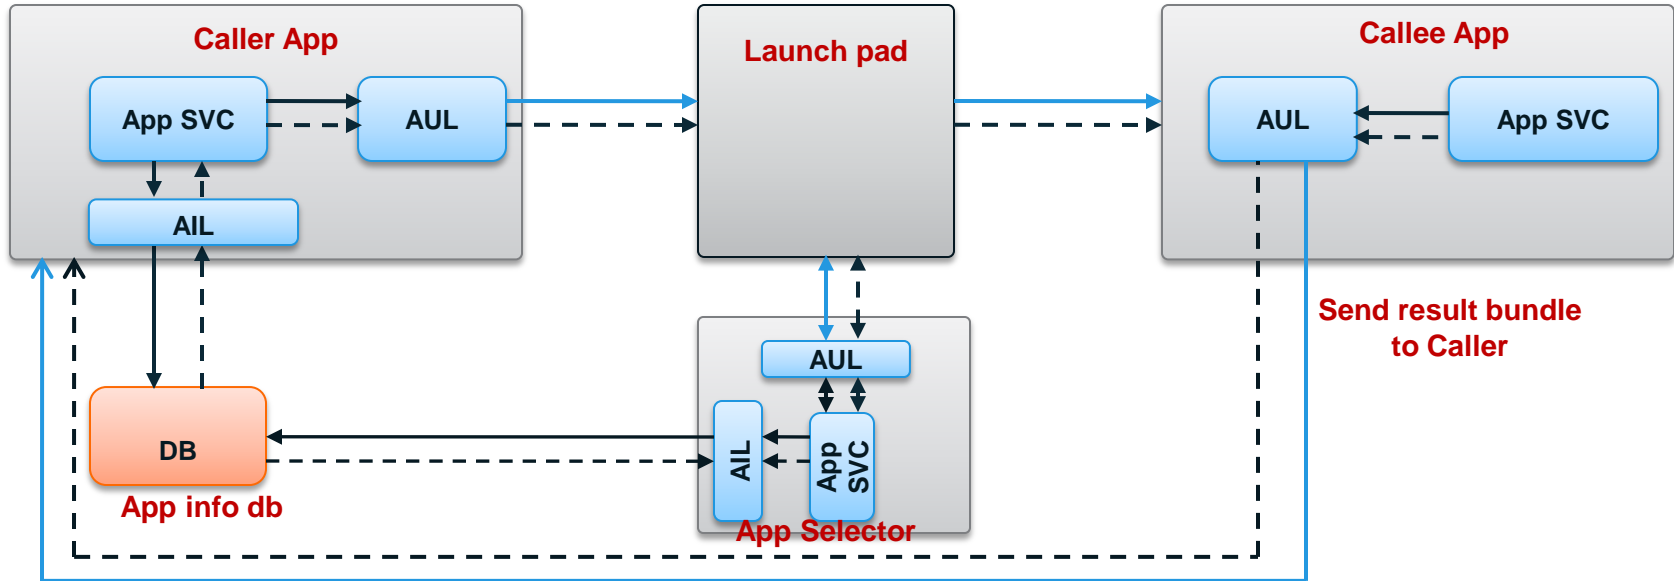 Caller App
App SVC
AUL
AIL
DB
App info db
Launch pad
AUL
AIL
App
SVC
App Selector
Callee App
AUL
App SVC
Send result bundle
to Caller